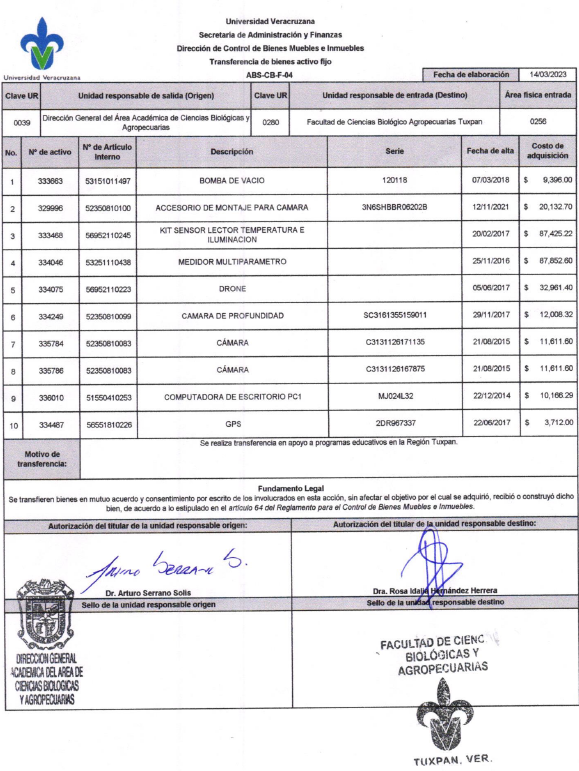 Universidad Veracruzana
Secretaria de Administración y Finanzas
Dirección de Control de Bienes Muebles e Inmuebles
Transferencia de bienes activo fijo
Universidad Veracruzana
ABS-CB-F-04
Fecha de elaboración 14/03/2023
Clave UR Unidad responsable de salida (Origen) Clave UR Unidad responsable de entrada (Destino) Área física entrada
0039 Dirección General del Área Académica de Ciencias Biológicas y Agropecuarias 0280 Facultad de Ciencias Biológico Agropecuarias Tuxpan 0256
No. N° de activo N° de Articulo Interno Descripción Serie Fecha de alta Costo de adquisición
1 333663 53151011497 BOMBA DE VACIO 120118 07/03/2018 $ 9,396.00
2 329996 52350810100 ACCESORIO DE MONTAJE PARA CAMARA 3N6SHBBR06202B 12/11/2021 $ 20,132.70
3 333468 56952110245 KIT SENSOR LECTOR TEMPERATURA E ILUMINACION 20/02/2017 $ 87,425.22
4 334046 53251110438 MEDIDOR MULTIPARAMETRO 25/11/2016 $ 87,852.60
5 334075 56952110223 DRONE 05/06/2017 $ 32,961.40
6 334249 52350810099 CAMARA DE PROFUNDIDAD SC3161355159011 29/11/2017 $ 12,008.32
7 335784 52350810083 CÁMARA C3131126171135 21/08/2015 $ 11,611.60
8 335786 52350810083 CÁMARA C3131126167875 21/08/2015 $ 11,611.60
9 336010 51550410253 COMPUTADORA DE ESCRITORIO PC1 MJ024L32 22/12/2014 $ 10,166.29
10 334487 56551810226 GPS 2DR967337 22/06/2017 $ 3,712.00
Motivo de transferencia: Se realiza transferencia en apoyo a programas educativos en la Región Tuxpan.
Fundamento Legal
Se transfieren bienes en mutuo acuerdo y consentimiento por escrito de los involucrados en esta acción, sin afectar el objetivo por el cual se adquirió, recibió o construyó dicho
bien, de acuerdo a lo estipulado en el artículo 64 del Reglamento para el Control de Bienes Muebles e Inmuebles.
Autorización del titular de la unidad responsable origen: Autorización del titular de la unidad responsable destino:
Serrano S.
Dr. Arturo Serrano Solis Dra. Rosa Idalia Hernández Herrera
Sello de la unidad responsable origen Sello de la unidad responsable destino
DIRECCION GENERAL
ACADEMICA DEL AREA DE
CIENCIAS BIOLOGICAS
Y AGROPECUARIAS
FACULTAD DE CIENC
BIOLÓGICAS Y
AGROPECUARIAS
TUXPAN, VER.